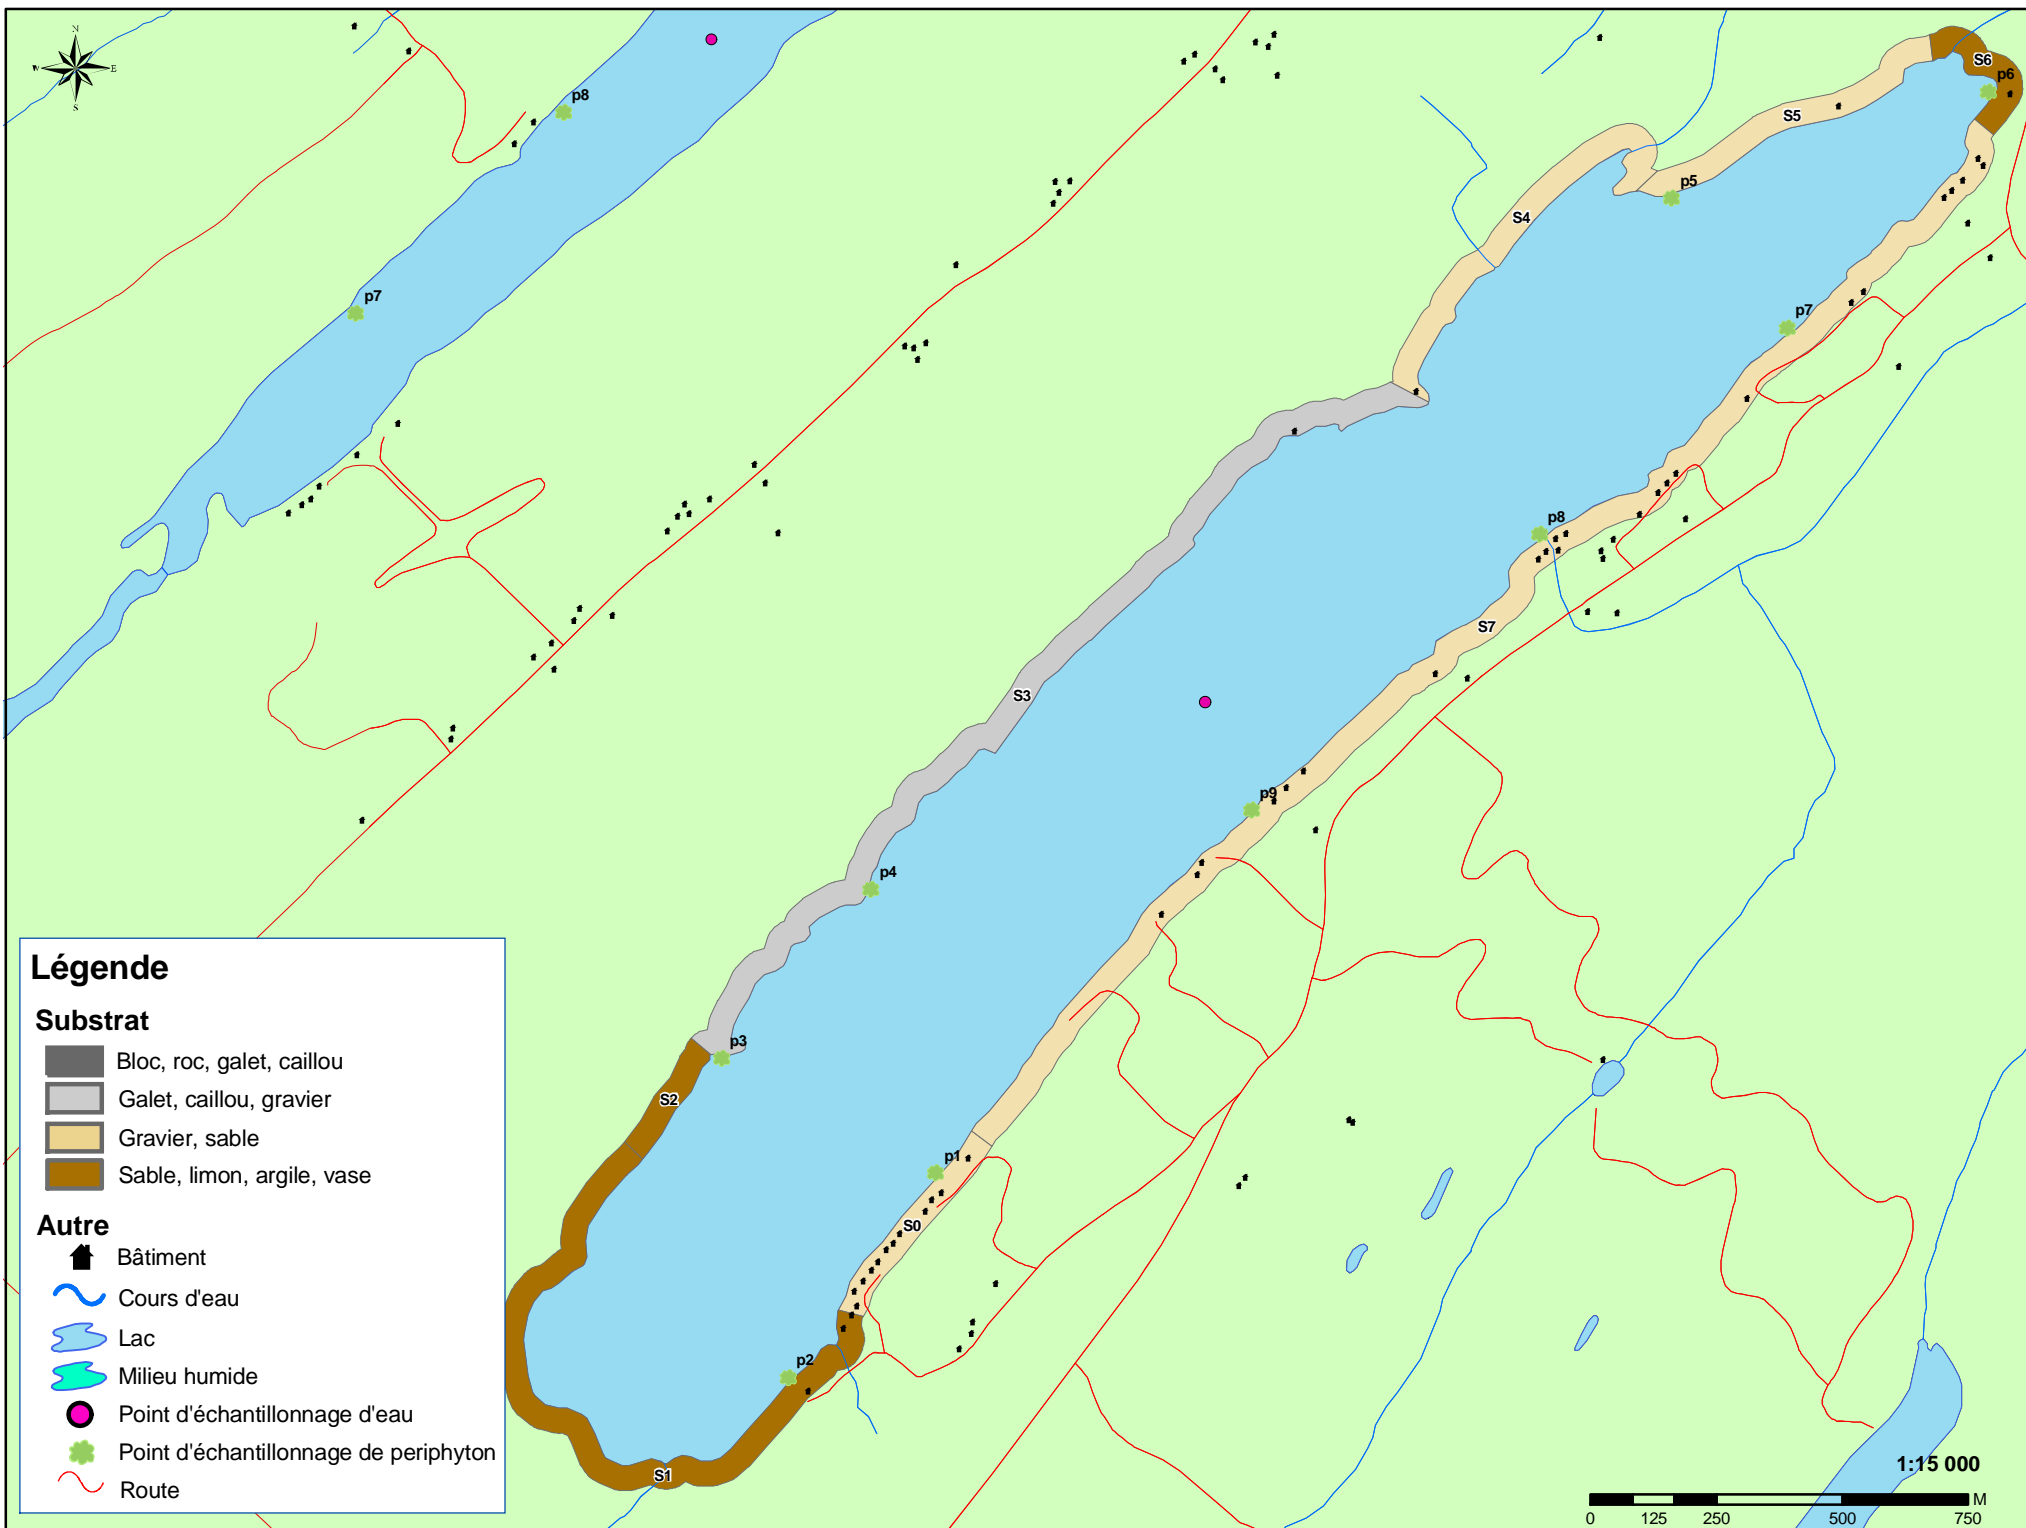 N
W
E
S
p8
p7
S6
p6
S5
p5
S4
p7
p8
S7
S3
p9
p4
p3
S2
p1
S0
p2
S1
Légende
Substrat
Bloc, roc, galet, caillou
Galet, caillou, gravier
Gravier, sable
Sable, limon, argile, vase
Autre
Bâtiment
Cours d'eau
Lac
Milieu humide
Point d'échantillonnage d'eau
Point d'échantillonnage de periphyton
Route
1:15 000
M
0 125 250 500 750